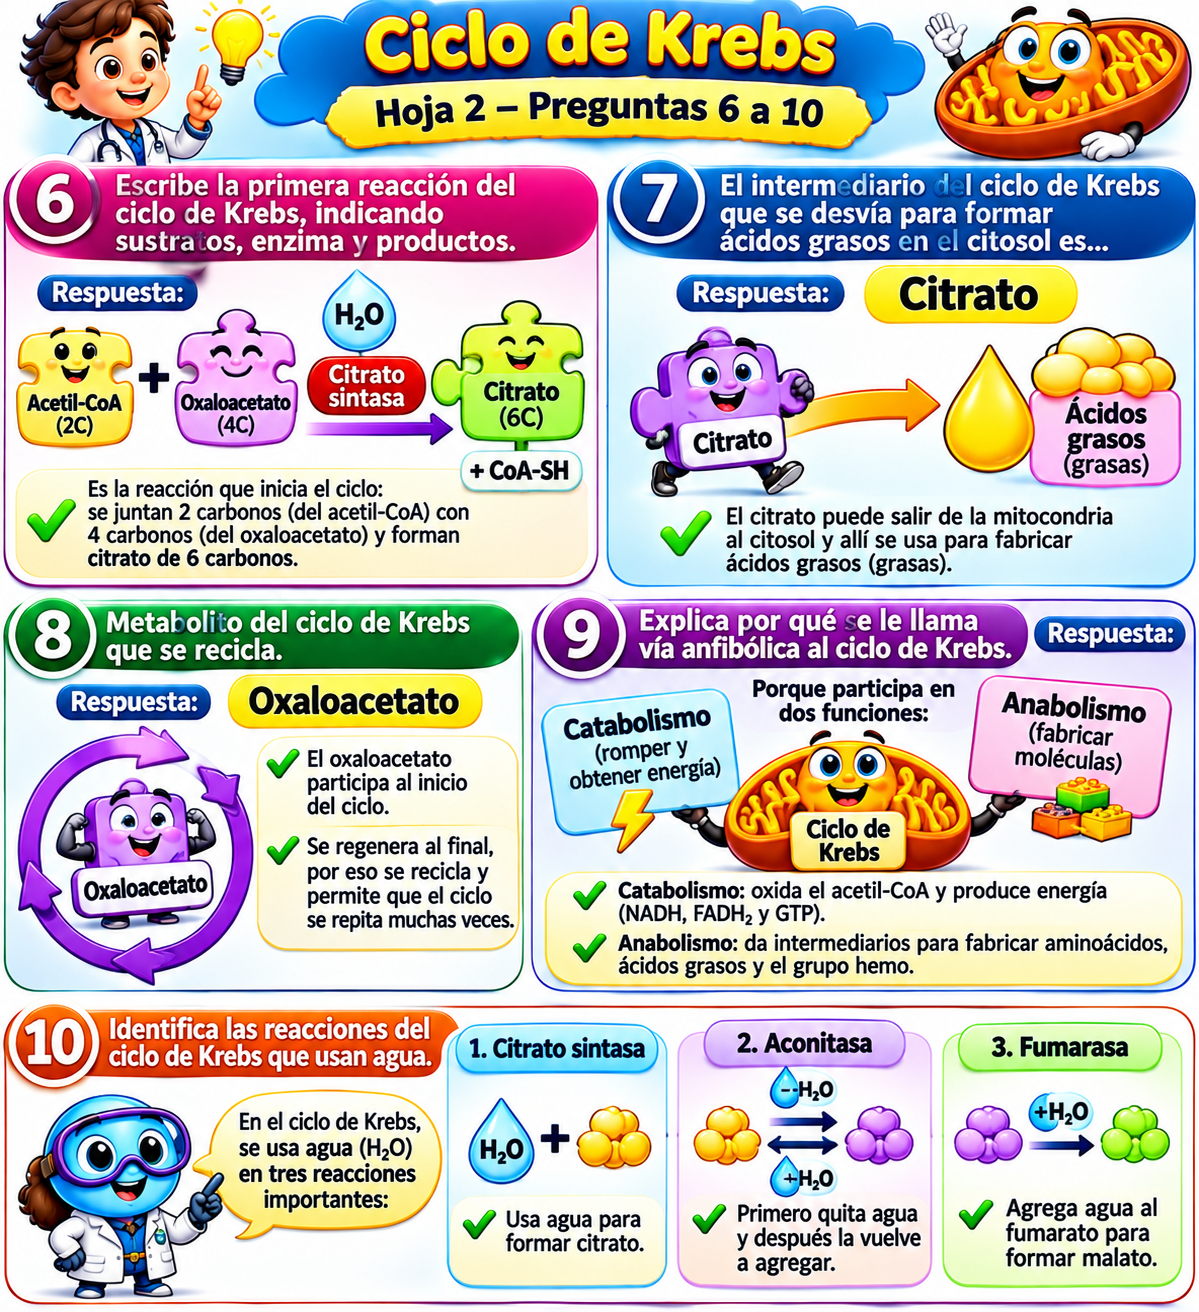 Ciclo de Krebs
Hoja 2 – Preguntas 6 a 10
6
Escribe la primera reacción del
ciclo de Krebs, indicando
sustratos, enzima y productos.
Respuesta:
Acetil-CoA
(2C)
+
Oxaloacetato
(4C)
H₂O
Citrato
sintasa
Citrato
(6C)
+ CoA-SH
Es la reacción que inicia el ciclo:
se juntan 2 carbonos (del acetil-CoA) con
4 carbonos (del oxaloacetato) y forman
citrato de 6 carbonos.
7
El intermediario del ciclo de Krebs
que se desvía para formar
ácidos grasos en el citosol es...
Respuesta:
Citrato
Citrato
Ácidos
grasos
(grasas)
El citrato puede salir de la mitocondria
al citosol y allí se usa para fabricar
ácidos grasos (grasas).
8
Metabolito del ciclo de Krebs
que se recicla.
Respuesta:
Oxaloacetato
Oxaloacetato
El oxaloacetato
participa al inicio
del ciclo.
Se regenera al final,
por eso se recicla y
permite que el ciclo
se repita muchas veces.
9
Explica por qué se le llama
vía anfibólica al ciclo de Krebs.
Respuesta:
Porque participa en
dos funciones:
Catabolismo
(romper y
obtener energía)
Anabolismo
(fabricar
moléculas)
Ciclo de
Krebs
Catabolismo: oxida el acetil-CoA y produce energía
(NADH, FADH₂ y GTP).
Anabolismo: da intermediarios para fabricar aminoácidos,
ácidos grasos y el grupo hemo.
10
Identifica las reacciones del
ciclo de Krebs que usan agua.
En el ciclo de Krebs,
se usa agua (H₂O)
en tres reacciones
importantes:
1. Citrato sintasa
H₂O +
Usa agua para
formar citrato.
2. Aconitasa
-H₂O
+H₂O
Primero quita agua
y después la vuelve
a agregar.
3. Fumarasa
+H₂O
Agrega agua al
fumarato para
formar malato.